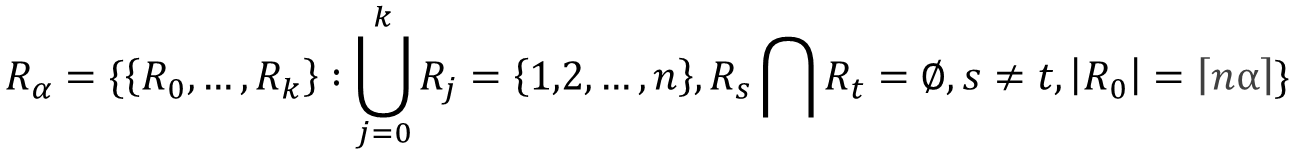 R_α = {{R_0, … , R_k} : ⋃_{j=0}^{k} R_j = {1,2, … , n}, R_s ⋂ R_t = ∅, s ≠ t, |R_0| = ⌈nα⌉}